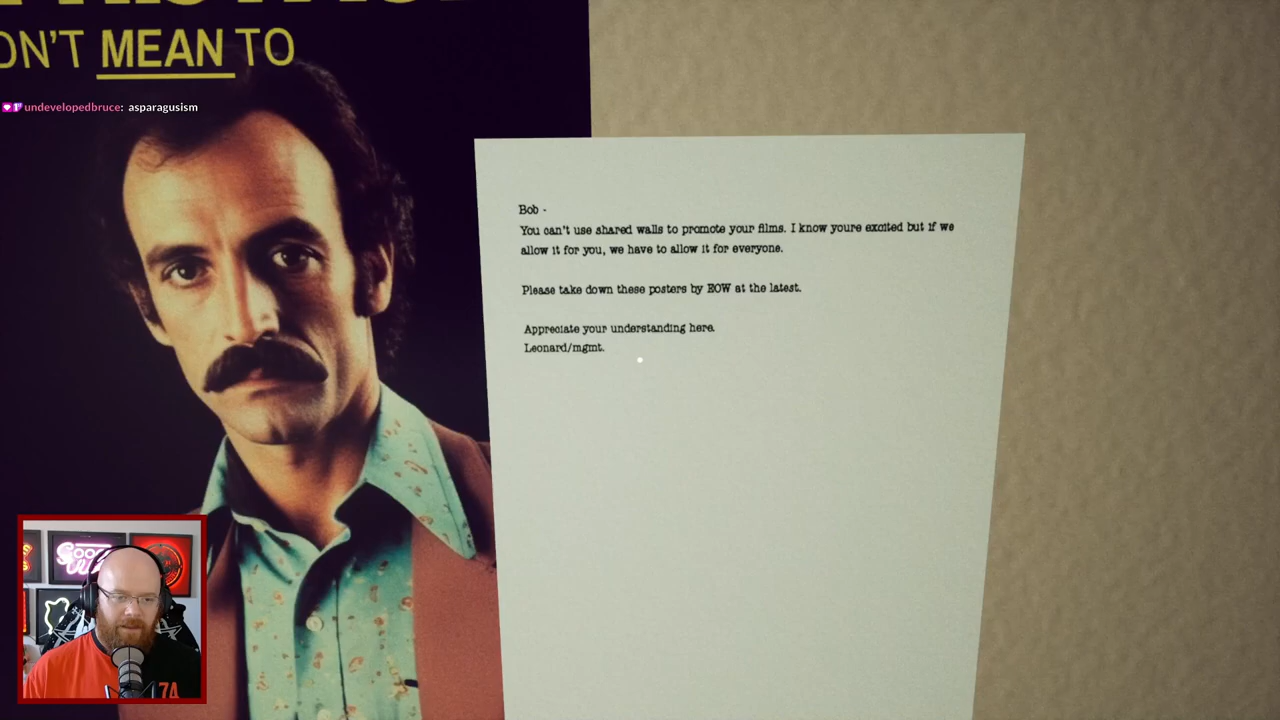 ON'T MEAN TO
undevelopedbruce: asparagusism
Bob -
You can't use shared walls to promote your films. I know youre excited but if we
allow it for you, we have to allow it for everyone.
Please take down these posters by EOW at the latest.
Appreciate your understanding here.
Leonard/mgmt.